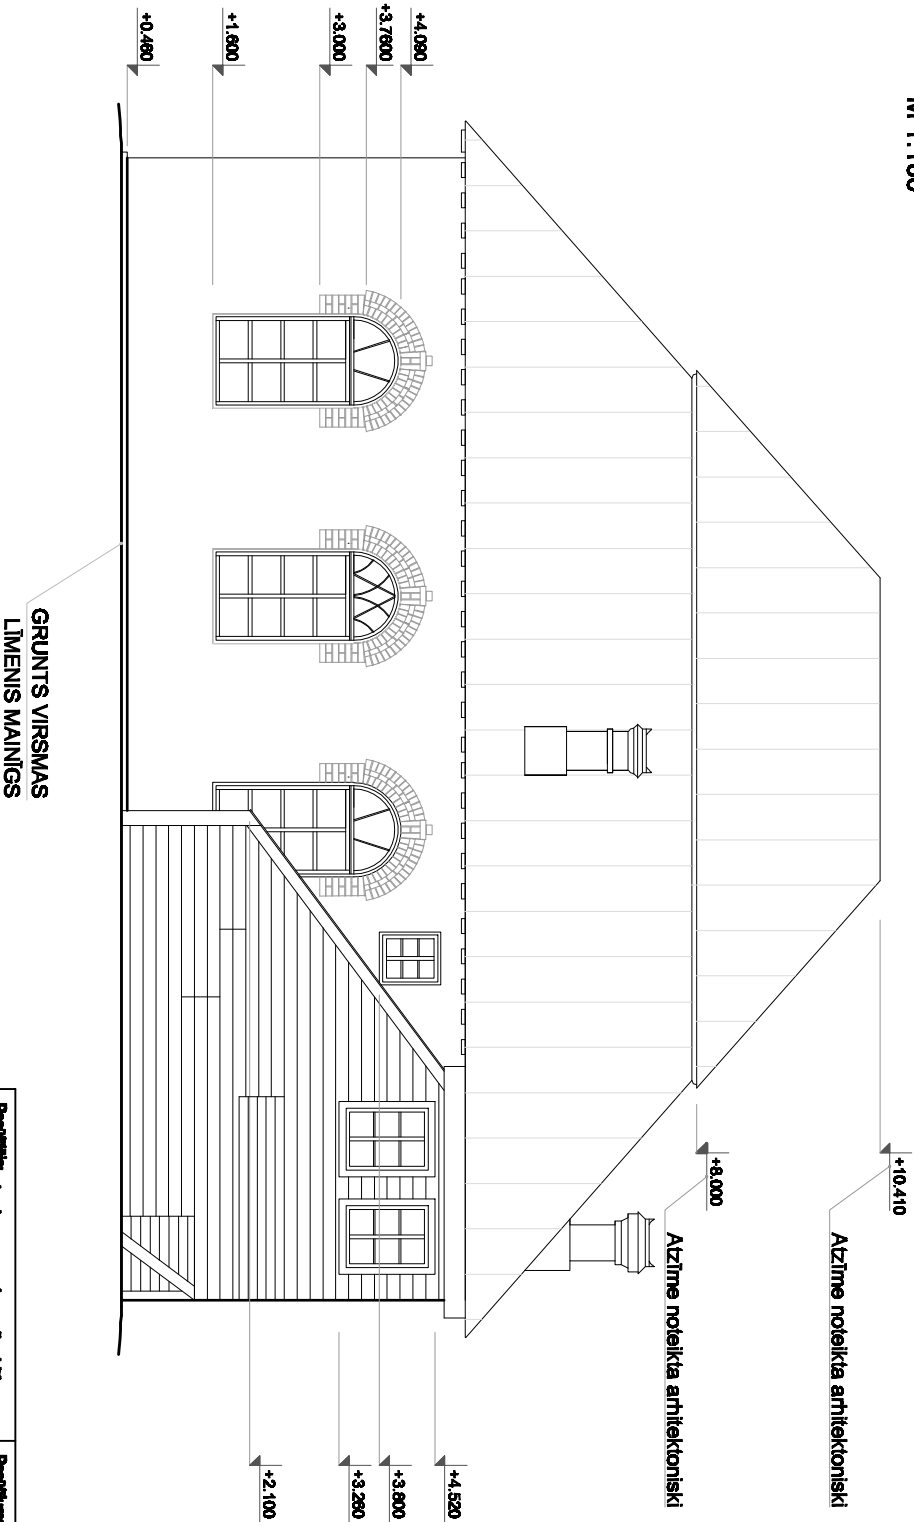 M 1:100
+10.410
Atzīme noteikta arhitektoniski
+8.000
Atzīme noteikta arhitektoniski
+4.090
+3.7600
+3.000
+1.600
+0.460
+4.520
+3.800
+3.260
+2.100
GRUNTS VIRSMAS
LĪMENIS MAINĪGS